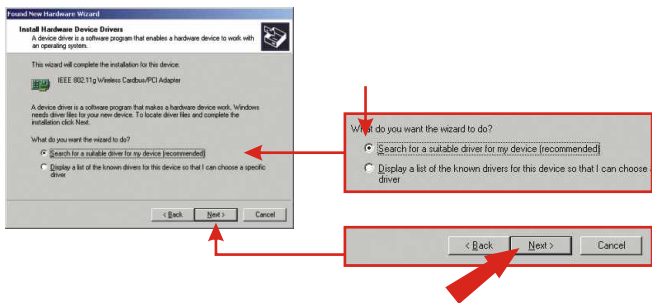 Found New Hardware Wizard
Install Hardware Device Drivers
A device driver is a software program that enables a hardware device to work with
an operating system.
This wizard will complete the installation for this device:
IEEE 802.11g Wireless Cardbus/PCI Adapter
A device driver is a software program that makes a hardware device work. Windows
needs driver files for your new device. To locate driver files and complete the
installation click Next.
What do you want the wizard to do?
Search for a suitable driver for my device (recommended)
Display a list of the known drivers for this device so that I can choose a specific
driver
< Back Next > Cancel
What do you want the wizard to do?
Search for a suitable driver for my device (recommended)
Display a list of the known drivers for this device so that I can choose
driver
< Back Next > Cancel